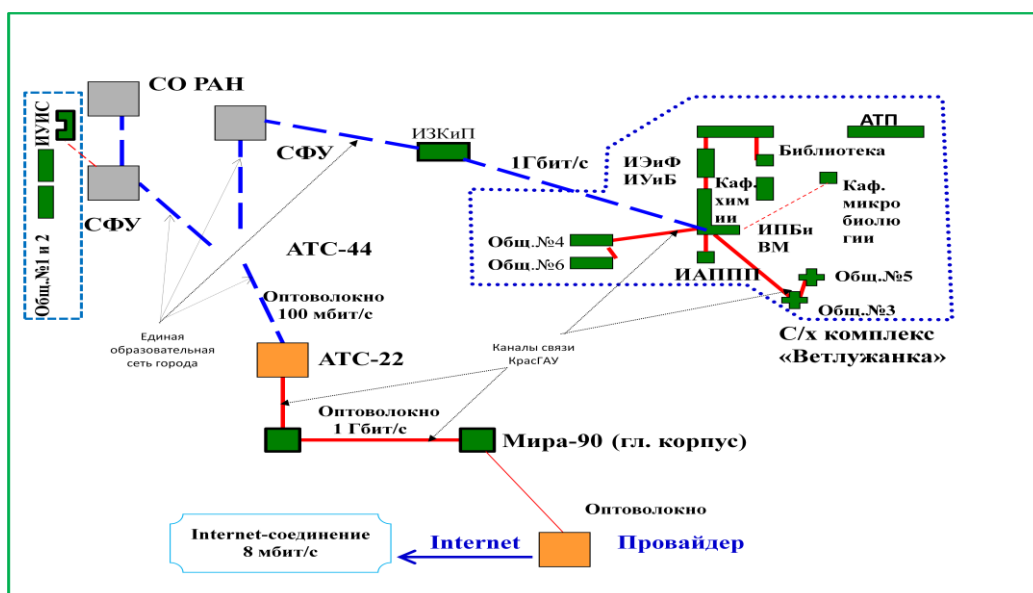 СО РАН
ИУИС
СФУ
СФУ
Общ.№1 и 2
ИЗКиП
1Гбит/с
АТП
Библиотека
ИЭиФ
ИУиБ
Каф.
хим
ии
Каф.
микро
биолю
гии
ИПБи
ВМ
Общ.№4
Общ.№6
ИАППП
Общ.№5
Общ.№3
С/х комплекс
«Ветлужанка»
АТС-44
Оптоволокно
100 мбит/с
Единая
образовательная
сеть города
АТС-22
Каналы связи
КрасГАУ
Оптоволокно
1 Гбит/с
Мира-90 (гл. корпус)
Оптоволокно
Internet-соединение
8 мбит/с
Internet
Провайдер